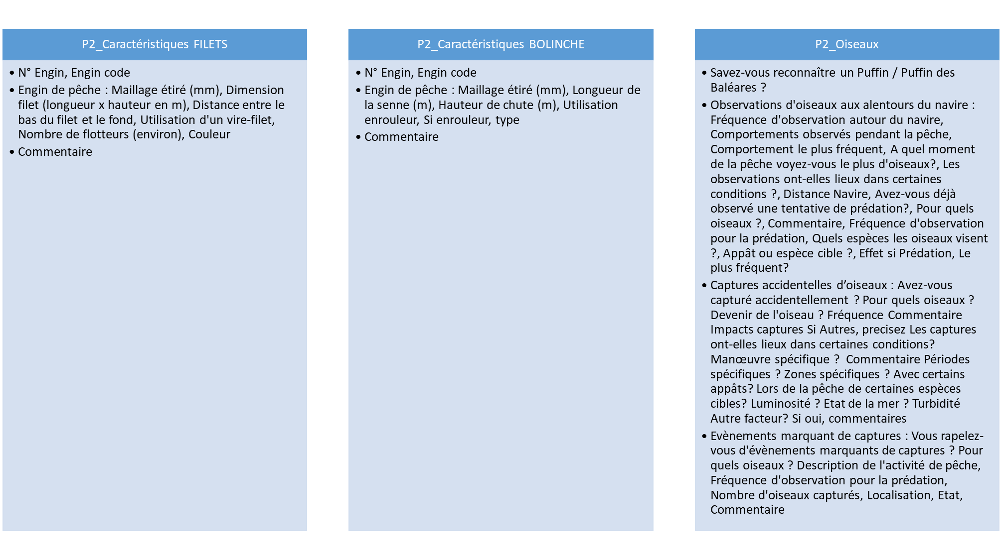 P2_Caractéristiques FILETS
• N° Engin, Engin code
• Engin de pêche : Maillage étiré (mm), Dimension
filet (longueur x hauteur en m), Distance entre le
bas du filet et le fond, Utilisation d'un vire-filet,
Nombre de flotteurs (environ), Couleur
• Commentaire
P2_Caractéristiques BOLINCHE
• N° Engin, Engin code
• Engin de pêche : Maillage étiré (mm), Longueur de
la senne (m), Hauteur de chute (m), Utilisation
enrouleur, Si enrouleur, type
• Commentaire
P2_Oiseaux
• Savez-vous reconnaître un Puffin / Puffin des
Baléares ?
• Observations d'oiseaux aux alentours du navire :
Fréquence d'observation autour du navire,
Comportements observés pendant la pêche,
Comportement le plus fréquent, A quel moment
de la pêche voyez-vous le plus d'oiseaux?, Les
observations ont-elles lieux dans certaines
conditions ?, Distance Navire, Avez-vous déjà
observé une tentative de prédation?, Pour quels
oiseaux ?, Commentaire, Fréquence d'observation
pour la prédation, Quels espèces les oiseaux visent
?, Appât ou espèce cible ?, Effet si Prédation, Le
plus fréquent?
• Captures accidentelles d’oiseaux : Avez-vous
capturé accidentellement ? Pour quels oiseaux ?
Devenir de l'oiseau ? Fréquence Commentaire
Impacts captures Si Autres, precisez Les captures
ont-elles lieux dans certaines conditions?
Manœuvre spécifique ?  Commentaire Périodes
spécifiques ? Zones spécifiques ? Avec certains
appâts? Lors de la pêche de certaines espèces
cibles? Luminosité ? Etat de la mer ? Turbidité
Autre facteur? Si oui, commentaires
• Evènements marquant de captures : Vous rapelez-
vous d'évènements marquants de captures ? Pour
quels oiseaux ? Description de l'activité de pêche,
Fréquence d'observation pour la prédation,
Nombre d'oiseaux capturés, Localisation, Etat,
Commentaire